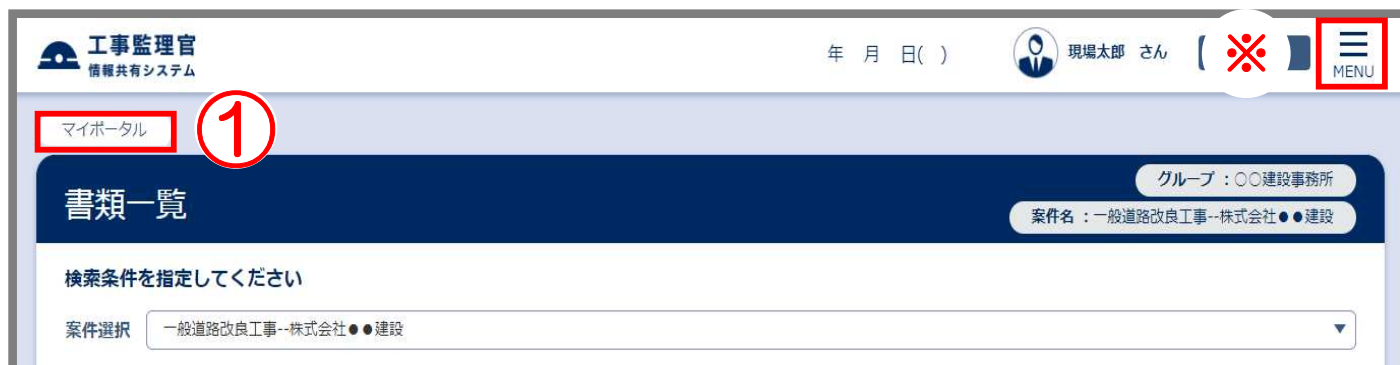 工事監理官
情報共有システム
年 月 日( )
現場太郎 さん
【 ※ 】
MENU
マイポータル
①
書類一覧
グループ ：〇〇建設事務所
案件名 ：一般道路改良工事--株式会社●●建設
検索条件を指定してください
案件選択
一般道路改良工事--株式会社●●建設
▼